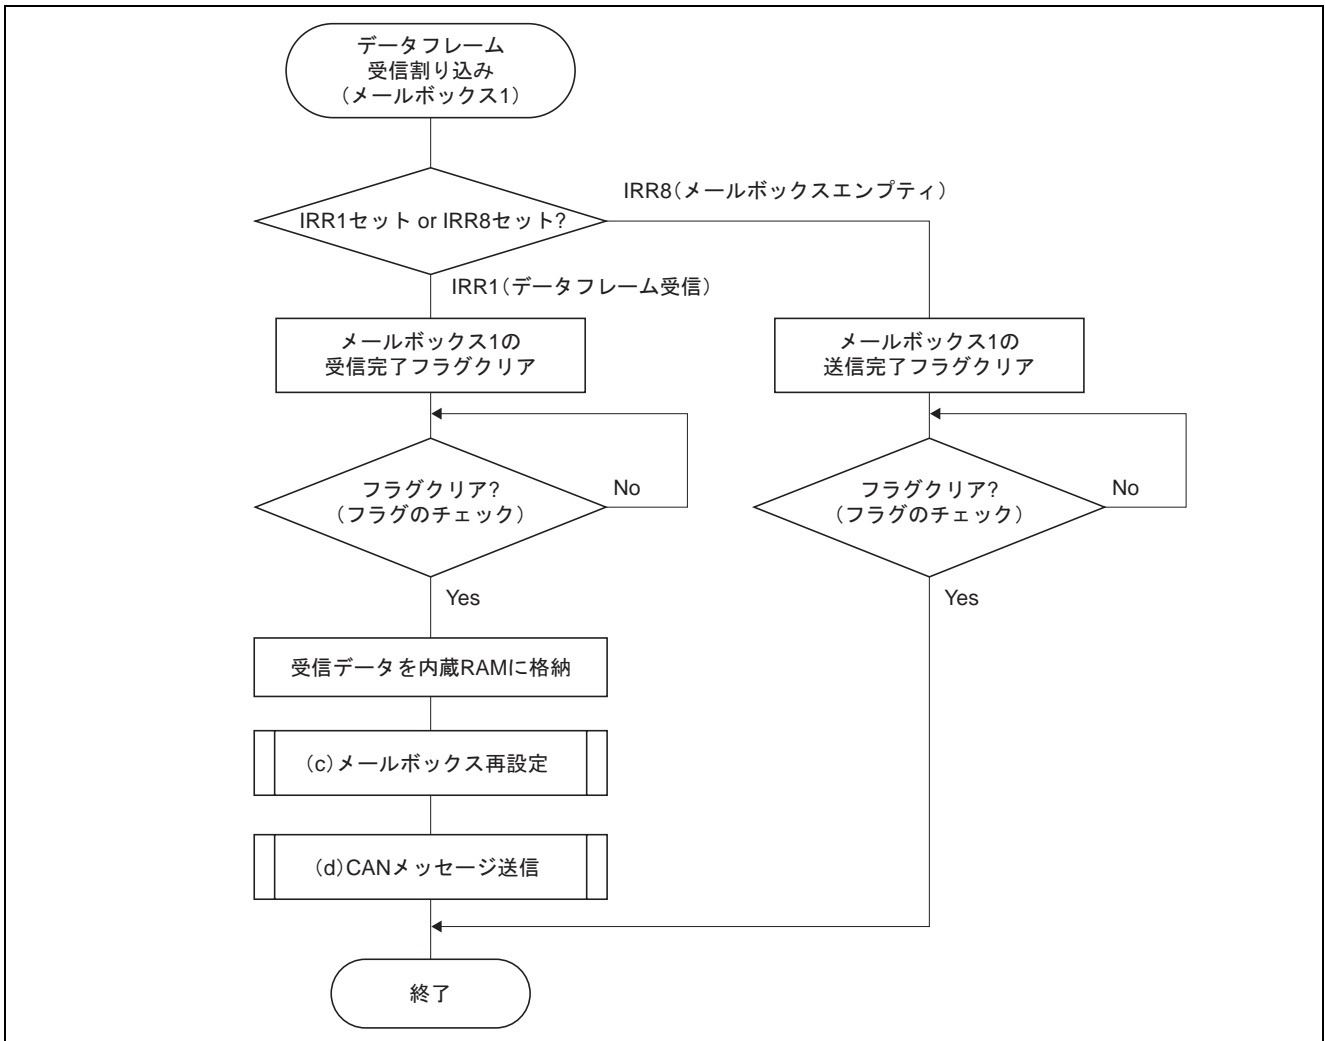 データフレーム
受信割り込み
（メールボックス1）
IRR8（メールボックスエンプティ）
IRR1セット or IRR8セット?
IRR1（データフレーム受信）
メールボックス1の
受信完了フラグクリア
メールボックス1の
送信完了フラグクリア
フラグクリア?
（フラグのチェック）
No
フラグクリア?
（フラグのチェック）
No
Yes
Yes
受信データを内蔵RAMに格納
（c）メールボックス再設定
（d）CANメッセージ送信
終了